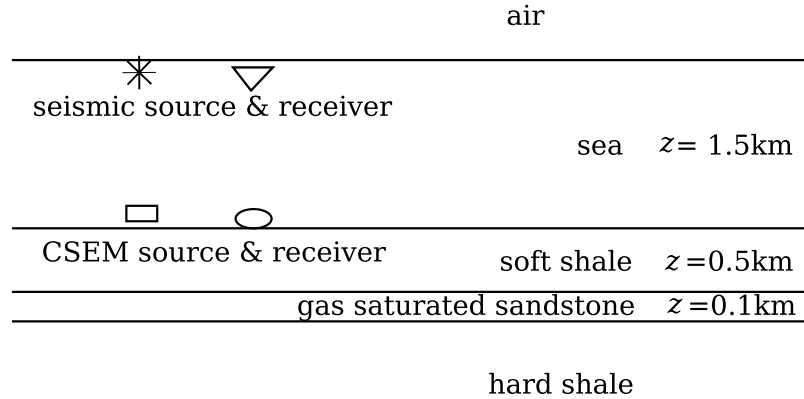 air
seismic source & receiver
sea z= 1.5km
CSEM source & receiver
soft shale z=0.5km
gas saturated sandstone z=0.1km
hard shale